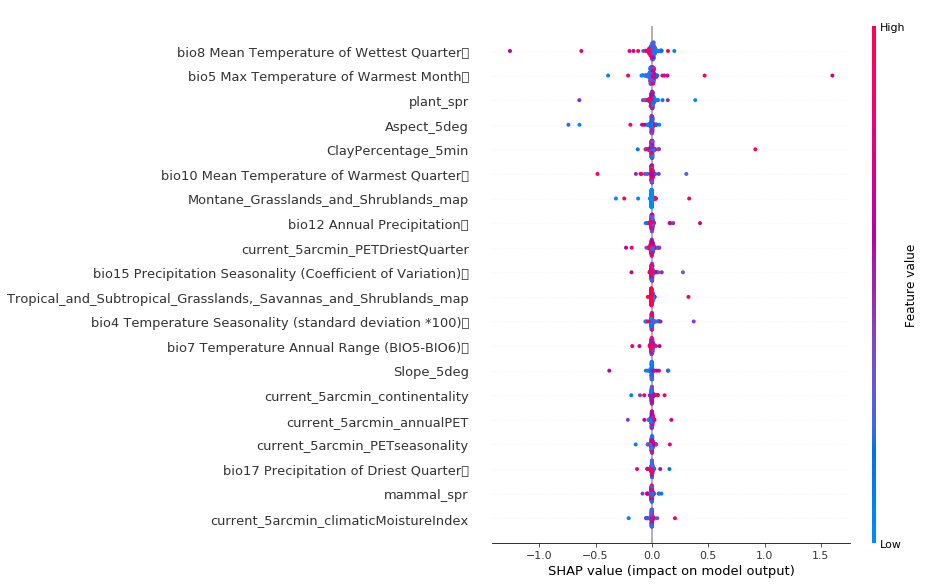 High
bio8 Mean Temperature of Wettest Quarter
bio5 Max Temperature of Warmest Month
plant_spr
Aspect_5deg
ClayPercentage_5min
bio10 Mean Temperature of Warmest Quarter
Montane_Grasslands_and_Shrublands_map
bio12 Annual Precipitation
current_5arcmin_PETDriestQuarter
bio15 Precipitation Seasonality (Coefficient of Variation)
Tropical_and_Subtropical_Grasslands,_Savannas_and_Shrublands_map
bio4 Temperature Seasonality (standard deviation *100)
bio7 Temperature Annual Range (BIO5-BIO6)
Slope_5deg
current_5arcmin_continentality
current_5arcmin_annualPET
current_5arcmin_PETseasonality
bio17 Precipitation of Driest Quarter
mammal_spr
current_5arcmin_climaticMoistureIndex
Feature value
Low
−1.0 −0.5 0.0 0.5 1.0 1.5
SHAP value (impact on model output)